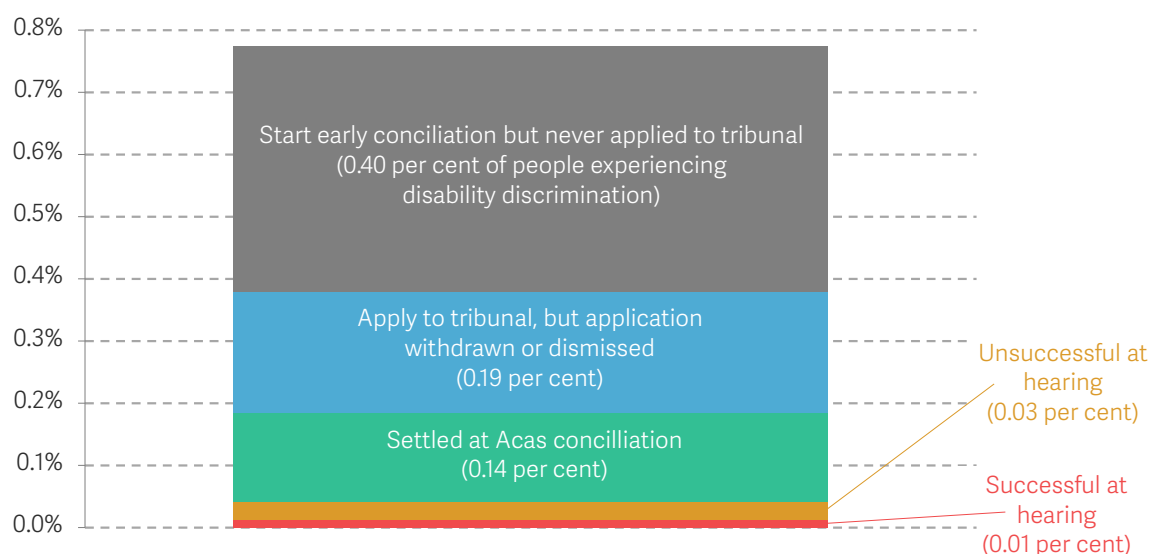 0.8%
0.7%
0.6%
0.5%
0.4%
0.3%
0.2%
0.1%
0.0%
Start early conciliation but never applied to tribunal
(0.40 per cent of people experiencing
disability discrimination)
Apply to tribunal, but application
withdrawn or dismissed
(0.19 per cent)
Settled at Acas concilliation
(0.14 per cent)
Unsuccessful at
hearing
(0.03 per cent)
Successful at
hearing
(0.01 per cent)